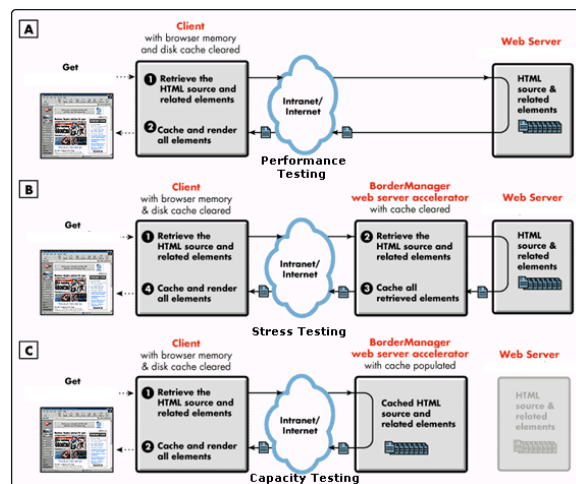 A
Client
with browser memory
and disk cache cleared
Web Server
Get
1 Retrieve the
HTML source and
related elements
2 Cache and render
all elements
Intranet/
Internet
HTML
source &
related
elements
Performance
Testing
B
Client
with browser memory
& disk cache cleared
BorderManager
web server accelerator
with cache cleared
Web Server
Get
1 Retrieve the
HTML source and
related elements
4 Cache and render
all elements
Intranet/
Internet
2 Retrieve the
HTML source and
related elements
3 Cache all
retrieved elements
HTML
source &
related
elements
Stress Testing
C
Client
with browser memory
& disk cache cleared
BorderManager
web server accelerator
with cache populated
Web Server
Get
1 Retrieve the
HTML source and
related elements
2 Cache and render
all elements
Intranet/
Internet
Cached HTML
source and
related
elements
HTML
source &
related
elements
Capacity Testing